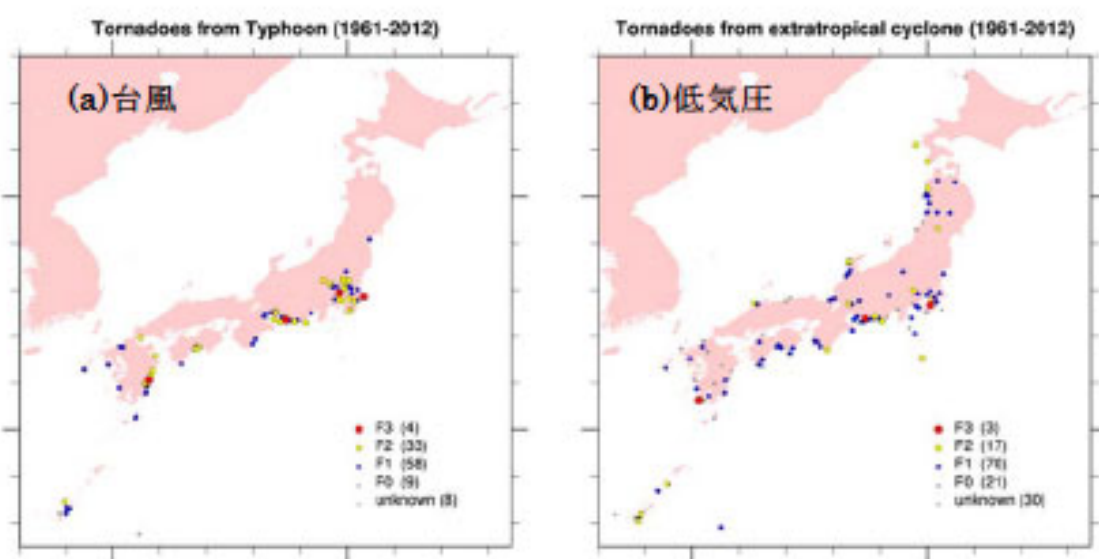 Tornadoes from Typhoon (1961-2012)
(a)台風
F3 (4)
F2 (33)
F1 (58)
F0 (9)
unknown (8)
Tornadoes from extratropical cyclone (1961-2012)
(b)低気圧
F3 (3)
F2 (17)
F1 (70)
F0 (21)
unknown (30)